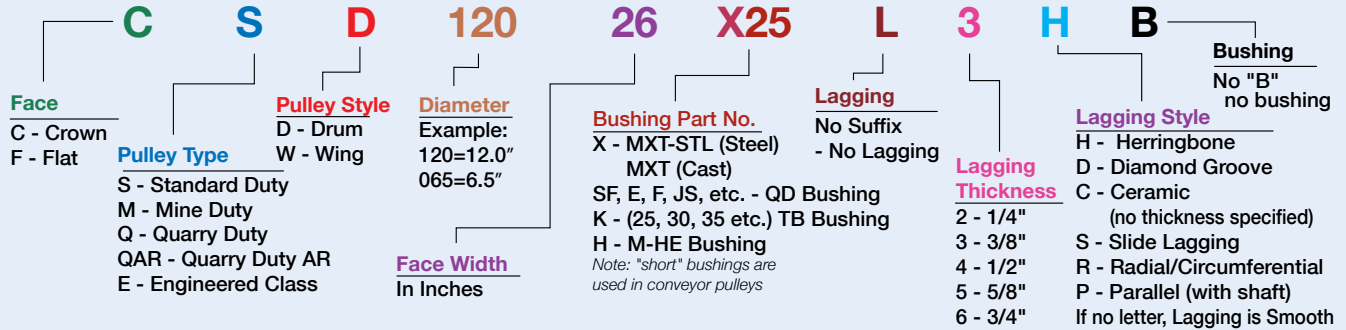 C S D 120 26 X25 L 3 H B
Face
C - Crown
F - Flat
Pulley Type
S - Standard Duty
M - Mine Duty
Q - Quarry Duty
QAR - Quarry Duty AR
E - Engineered Class
Pulley Style
D - Drum
W - Wing
Diameter
Example:
120=12.0″
065=6.5″
Face Width
In Inches
Bushing Part No.
X - MXT-STL (Steel)
MXT (Cast)
SF, E, F, JS, etc. - QD Bushing
K - (25, 30, 35 etc.) TB Bushing
H - M-HE Bushing
Note: "short" bushings are
used in conveyor pulleys
Lagging
No Suffix
- No Lagging
Lagging
Thickness
2 - 1/4"
3 - 3/8"
4 - 1/2"
5 - 5/8"
6 - 3/4"
Lagging Style
H - Herringbone
D - Diamond Groove
C - Ceramic
(no thickness specified)
S - Slide Lagging
R - Radial/Circumferential
P - Parallel (with shaft)
If no letter, Lagging is Smooth
Bushing
No "B"
no bushing